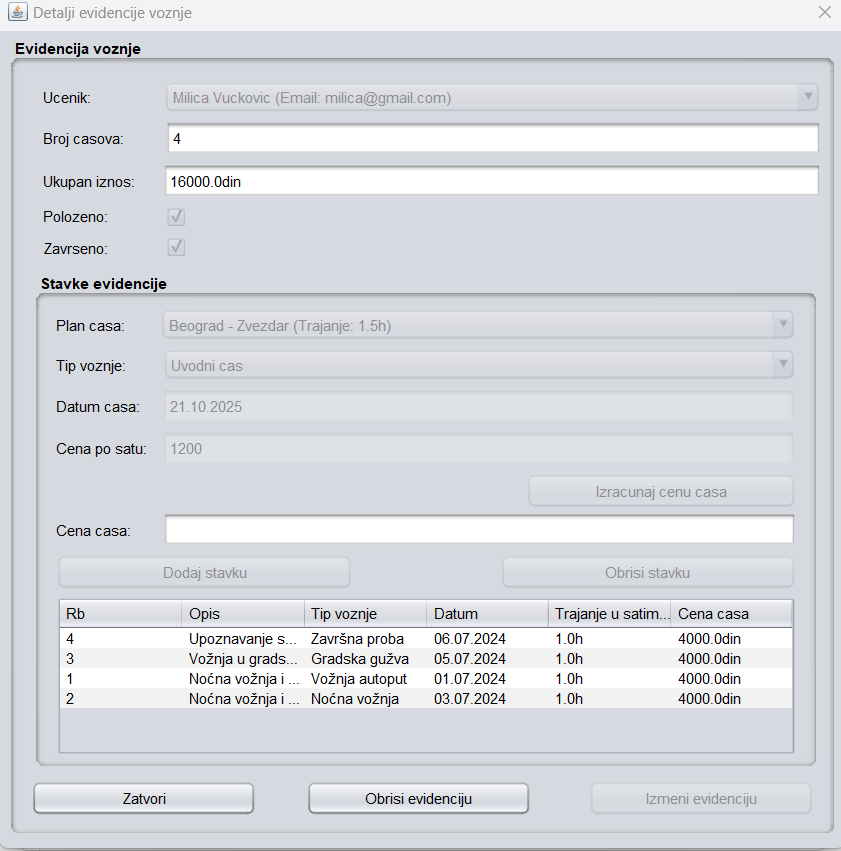 Detalji evidencije voznje
Evidencija voznje
Ucenik: Milica Vuckovic (Email: milica@gmail.com)
Broj casova: 4
Ukupan iznos: 16000.0din
Polozeno:
Zavrseno:
Stavke evidencije
Plan casa: Beograd - Zvezdar (Trajanje: 1.5h)
Tip voznje: Uvodni cas
Datum casa: 21.10.2025
Cena po satu: 1200
Izracunaj cenu casa
Cena casa:
Dodaj stavku Obrisi stavku
Rb Opis Tip voznje Datum Trajanje u satim... Cena casa
4 Upoznavanje s... Završna proba 06.07.2024 1.0h 4000.0din
3 Vožnja u grads... Gradska gužva 05.07.2024 1.0h 4000.0din
1 Noćna vožnja i ... Vožnja autoput 01.07.2024 1.0h 4000.0din
2 Noćna vožnja i ... Noćna vožnja 03.07.2024 1.0h 4000.0din
Zatvori Obrisi evidenciju Izmeni evidenciju